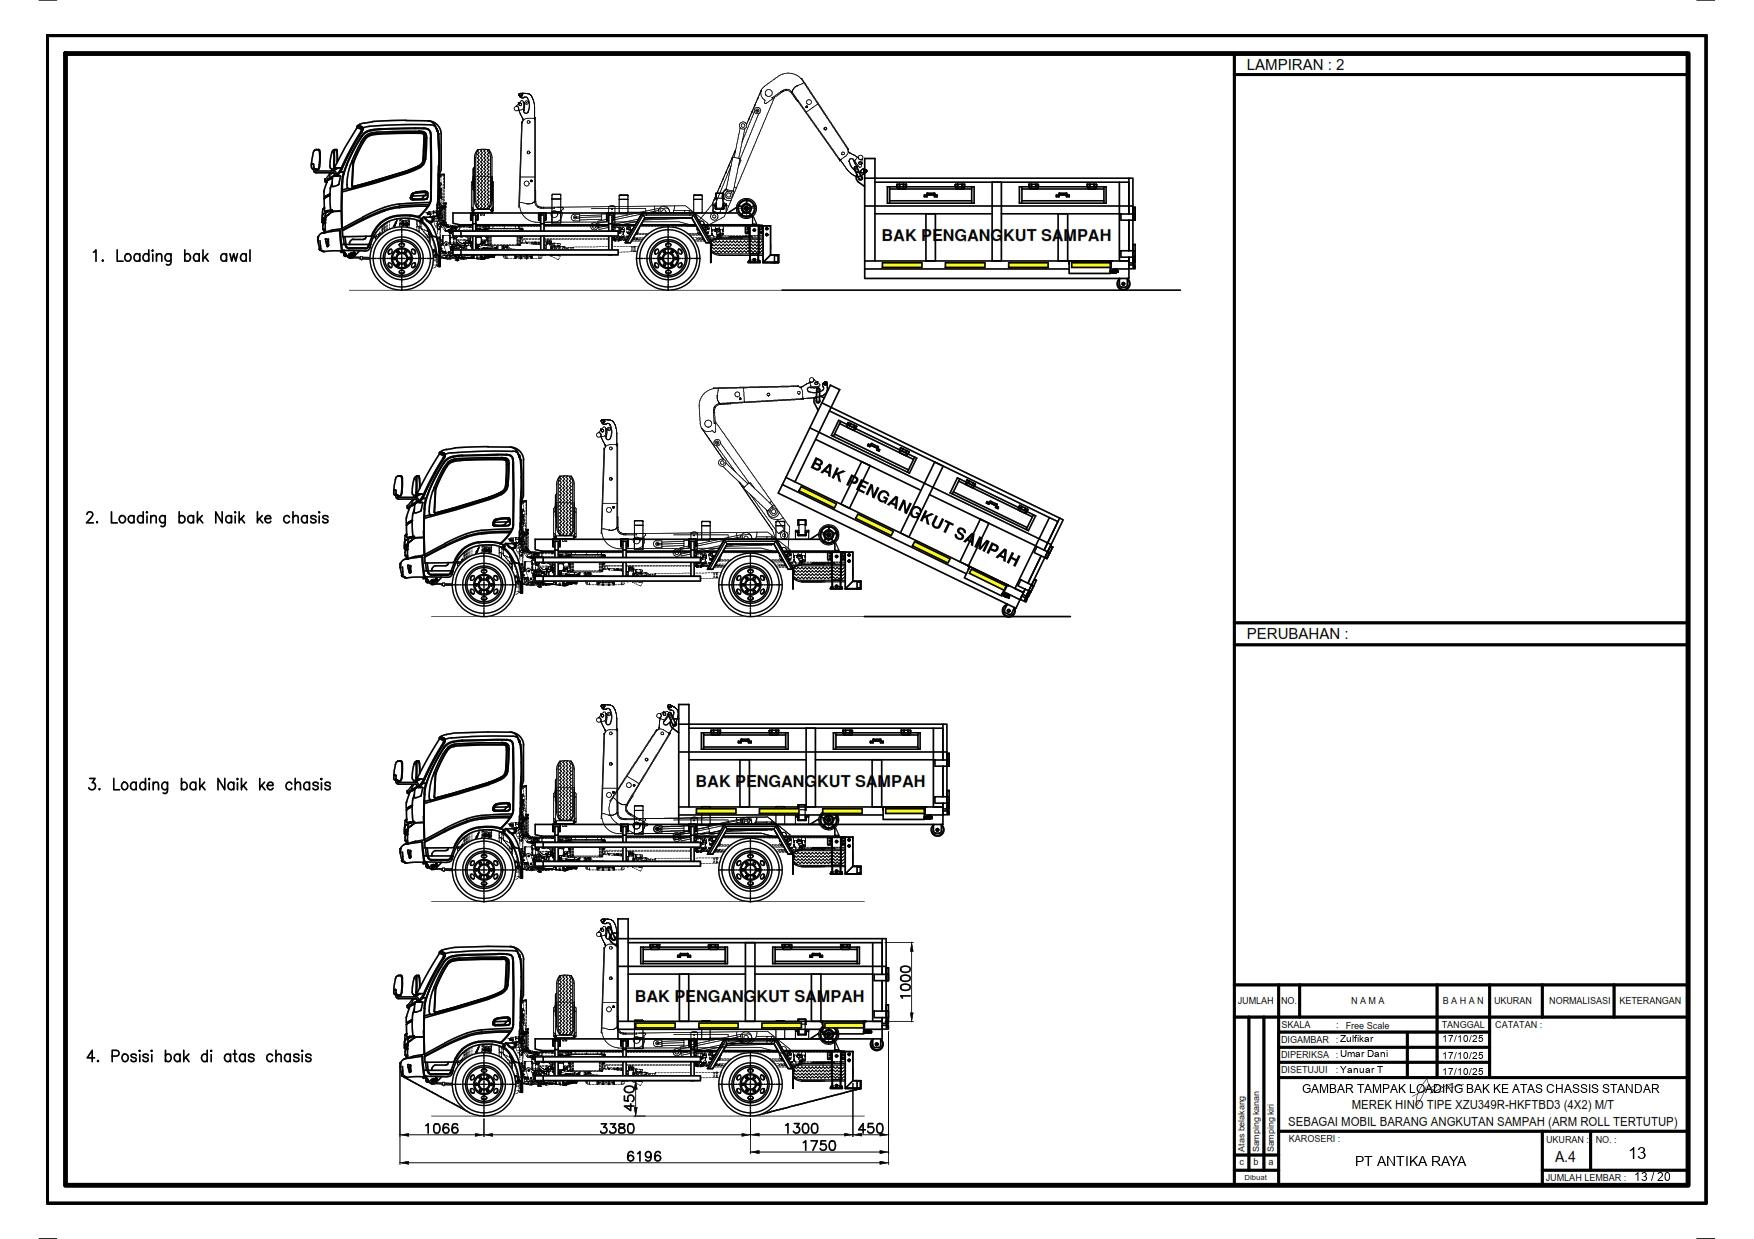 LAMPIRAN : 2
BAK PENGANGKUT SAMPAH
1. Loading bak awal
BAK PENGANGKUT SAMPAH
2. Loading bak Naik ke chasis
PERUBAHAN :
BAK PENGANGKUT SAMPAH
3. Loading bak Naik ke chasis
BAK PENGANGKUT SAMPAH
1000
4. Posisi bak di atas chasis
450
1066 3380 1300 450
1750
6196
JUMLAH NO. N A M A B A H A N UKURAN NORMALISASI KETERANGAN
SKALA : Free Scale TANGGAL CATATAN :
DIGAMBAR : Zulfikar 17/10/25
DIPERIKSA : Umar Dani 17/10/25
DISETUJUI : Yanuar T 17/10/25
GAMBAR TAMPAK LOADING BAK KE ATAS CHASSIS STANDAR
MEREK HINO TIPE XZU349R-HKFTBD3 (4X2) M/T
SEBAGAI MOBIL BARANG ANGKUTAN SAMPAH (ARM ROLL TERTUTUP)
Atas belakang
Samping kanan
Samping kiri
c b a
Dibuat
KAROSERI :
PT ANTIKA RAYA
UKURAN : NO. :
A.4 13
JUMLAH LEMBAR : 13 / 20